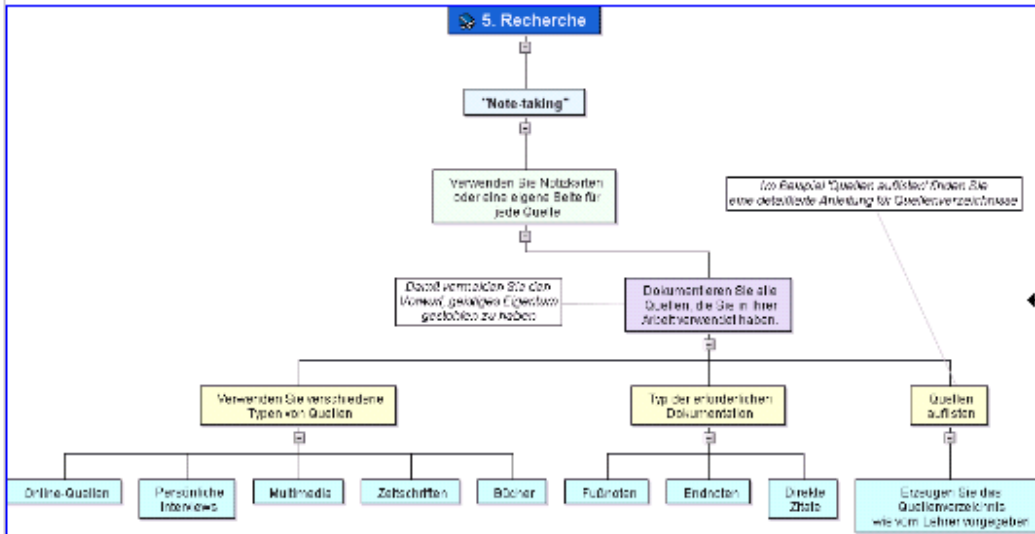 5. Recherche
"Note-taking"
Verwenden Sie Notizkarten
oder eine eigene Seite für
jede Quelle
Im Beispiel 'Quellen auflisten' finden Sie
eine detaillierte Anleitung für Quellenverzeichnisse
Damit vermeiden Sie den
Vorwurf, geistiges Eigentum
gestohlen zu haben
Dokumentieren Sie alle
Quellen, die Sie in Ihrer
Arbeit verwendet haben.
Verwenden Sie verschiedene
Typen von Quellen
Typ der erforderlichen
Dokumentation
Quellen
auflisten
Online-Quellen
Persönliche
Interviews
Multimedia
Zeitschriften
Bücher
Fußnoten
Endnoten
Direkte
Zitate
Erzeugen Sie das
Quellenverzeichnis
wie vom Lehrer vorgegeben